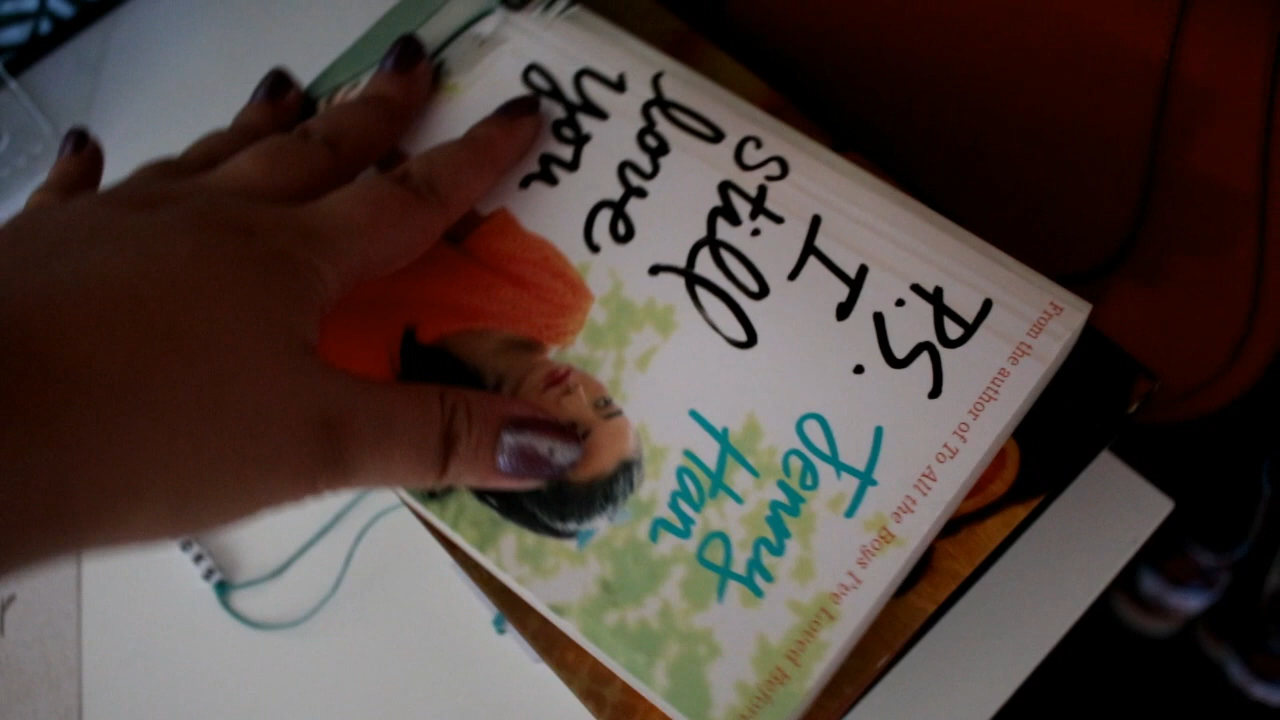 From the author of To All the Boys I've Loved Before
P.S.
I
still
love
you
Jenny
Han